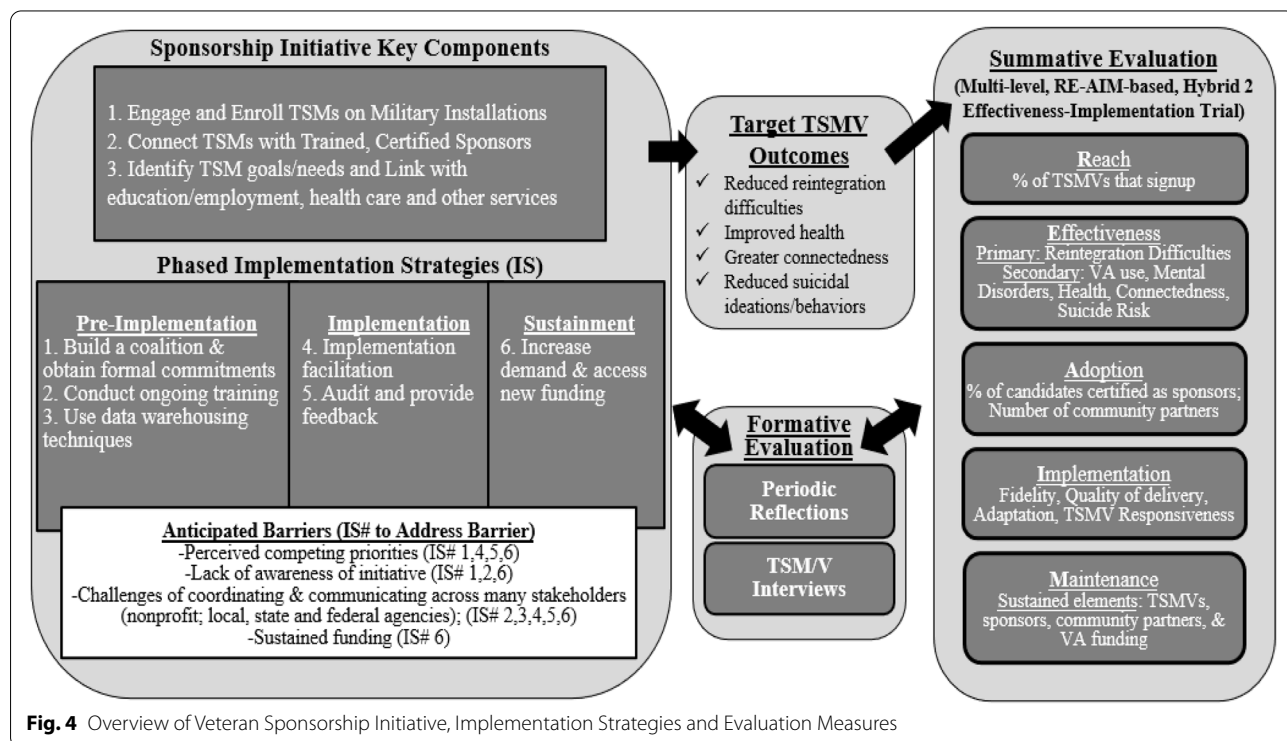 Sponsorship Initiative Key Components
1. Engage and Enroll TSMs on Military Installations
2. Connect TSMs with Trained, Certified Sponsors
3. Identify TSM goals/needs and Link with
education/employment, health care and other services
Phased Implementation Strategies (IS)
Pre-Implementation
1. Build a coalition &
obtain formal commitments
2. Conduct ongoing training
3. Use data warehousing
techniques
Implementation
4. Implementation
facilitation
5. Audit and provide
feedback
Sustainment
6. Increase
demand & access
new funding
Anticipated Barriers (IS# to Address Barrier)
-Perceived competing priorities (IS# 1,4,5,6)
-Lack of awareness of initiative (IS# 1,2,6)
-Challenges of coordinating & communicating across many stakeholders
(nonprofit; local, state and federal agencies); (IS# 2,3,4,5,6)
-Sustained funding (IS# 6)
Target TSMV
Outcomes
✓ Reduced reintegration
difficulties
✓ Improved health
✓ Greater connectedness
✓ Reduced suicidal
ideations/behaviors
Formative
Evaluation
Periodic
Reflections
TSM/V
Interviews
Summative Evaluation
(Multi-level, RE-AIM-based, Hybrid 2
Effectiveness-Implementation Trial)
Reach
% of TSMVs that signup
Effectiveness
Primary: Reintegration Difficulties
Secondary: VA use, Mental
Disorders, Health, Connectedness,
Suicide Risk
Adoption
% of candidates certified as sponsors;
Number of community partners
Implementation
Fidelity, Quality of delivery,
Adaptation, TSMV Responsiveness
Maintenance
Sustained elements: TSMVs,
sponsors, community partners, &
VA funding
Fig. 4 Overview of Veteran Sponsorship Initiative, Implementation Strategies and Evaluation Measures